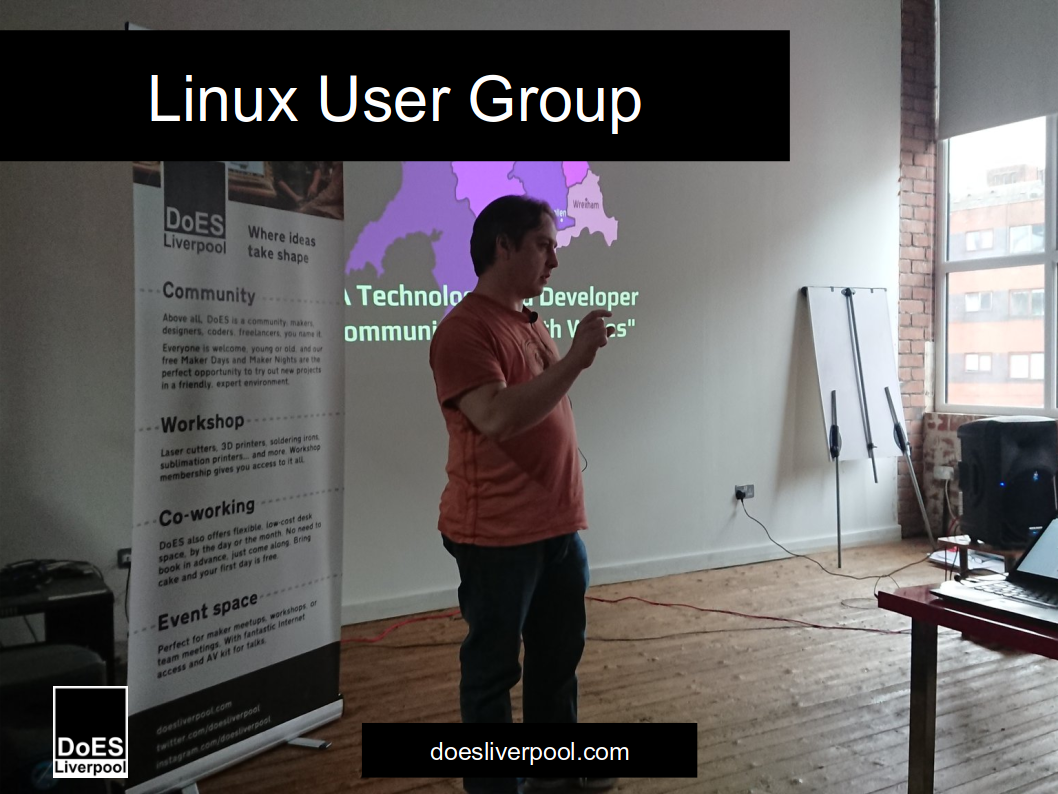 Linux User Group
DoES
Liverpool
Where ideas
take shape
Community
Above all, DoES is a community: makers,
designers, coders, freelancers, you name it.
Everyone is welcome, young or old, and our
free Maker Days and Maker Nights are the
perfect opportunity to try out new projects
in a friendly, expert environment.
Workshop
Laser cutters, 3D printers, soldering irons,
sublimation printers... and more. Workshop
membership gives you access to it all.
Co-working
DoES also offers flexible, low-cost desk
space, by the day or the month. No need to
book in advance, just come along. Bring
cake and your first day is free.
Event space
Perfect for maker meetups, workshops, or
team meetings. With fantastic Internet
access and AV kit for talks.
doesliverpool.com
twitter.com/doesliverpool
instagram.com/doesliverpool
Wrexham
A Technolo Developer
ommuni th W es"
DoES
Liverpool
doesliverpool.com